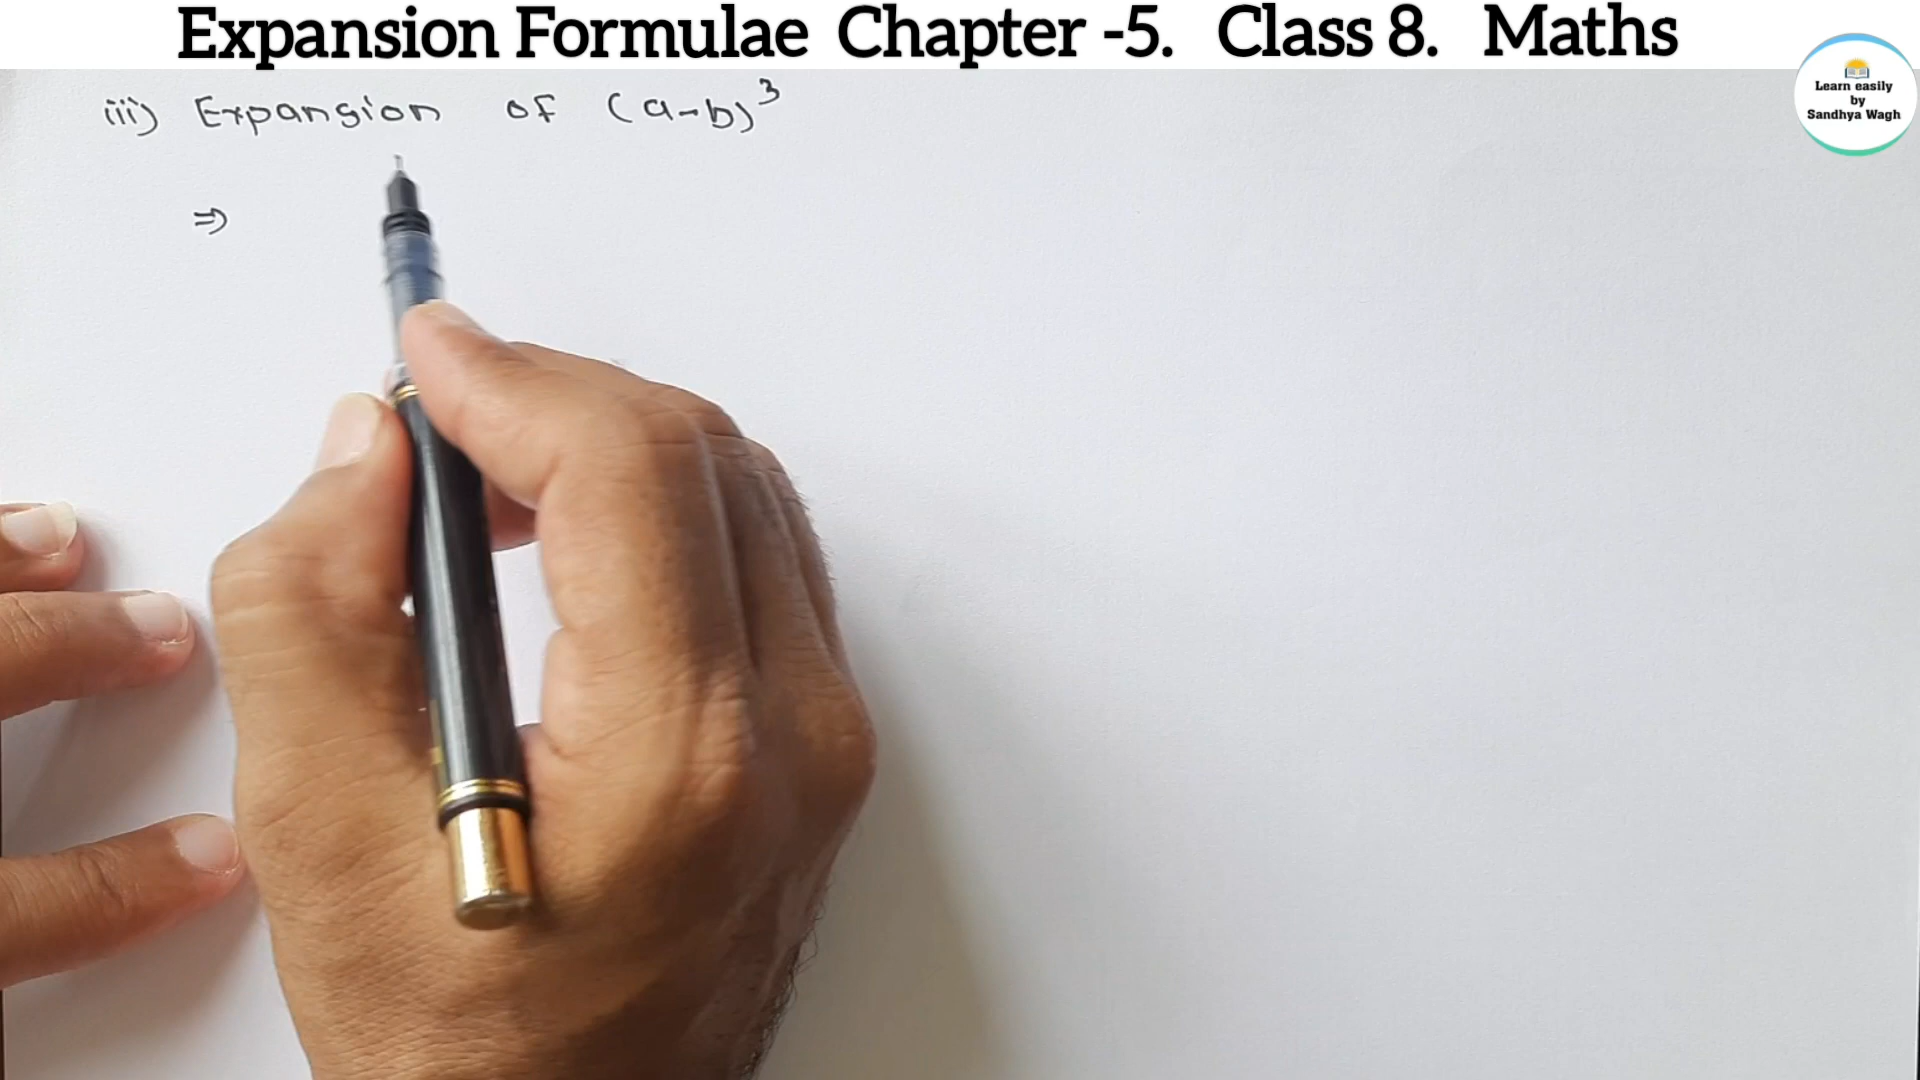 Expansion Formulae Chapter -5. Class 8. Maths
Learn easily
by
Sandhya Wagh
iii) Expansion of (a-b)³
⇒